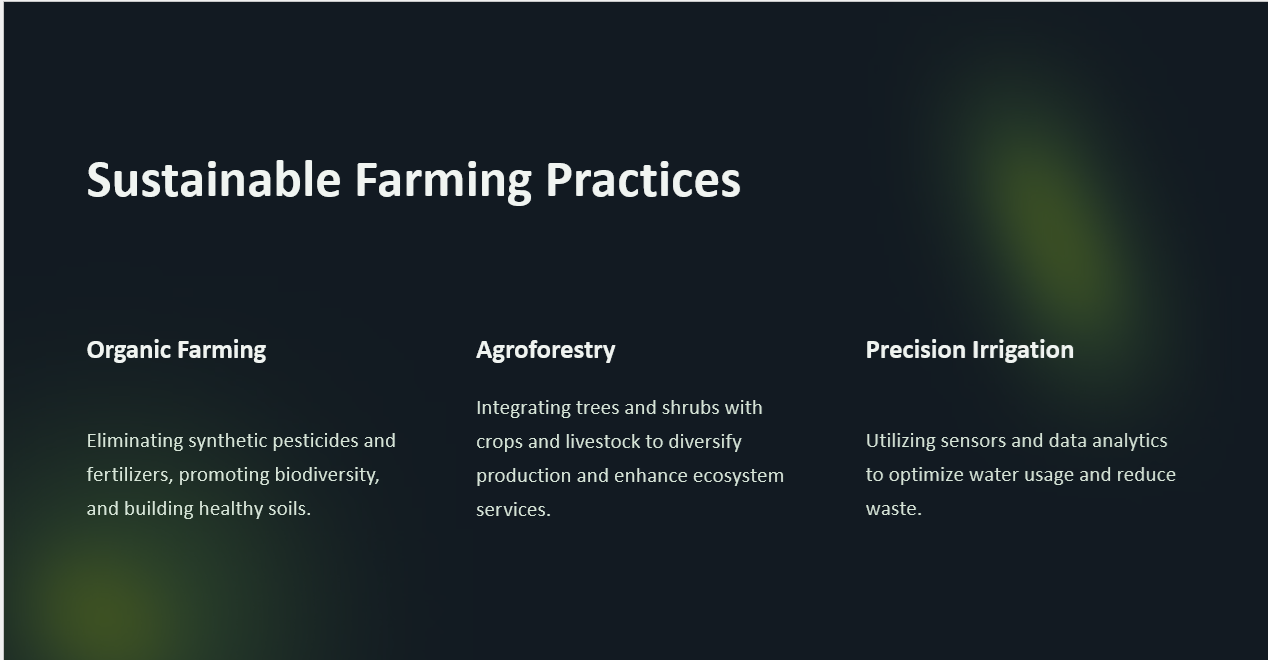 Sustainable Farming Practices
Organic Farming
Eliminating synthetic pesticides and
fertilizers, promoting biodiversity,
and building healthy soils.
Agroforestry
Integrating trees and shrubs with
crops and livestock to diversify
production and enhance ecosystem
services.
Precision Irrigation
Utilizing sensors and data analytics
to optimize water usage and reduce
waste.